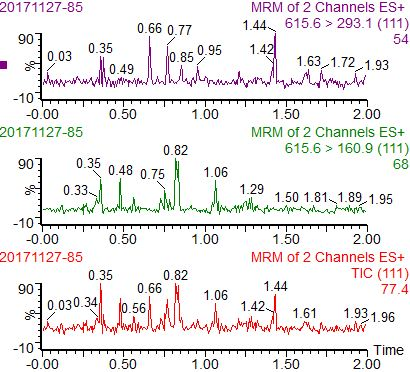 20171127-85 MRM of 2 Channels ES+
615.6 > 293.1 (111)
54
0.66 0.77 1.44
0.03 0.35 0.49 0.85 0.95 1.42 1.63 1.72 1.93
90
%
-10
-0.00 0.50 1.00 1.50 2.00
20171127-85 MRM of 2 Channels ES+
615.6 > 160.9 (111)
68
0.82
0.35 0.48 0.75 1.06
0.33 1.29 1.50 1.81 1.89 1.95
90
%
-10
-0.00 0.50 1.00 1.50 2.00
20171127-85 MRM of 2 Channels ES+
TIC (111)
77.4
0.35 0.82 1.44
0.03 0.34 0.56 0.66 1.06 1.42 1.61 1.93 1.96
90
%
-10
Time
-0.00 0.50 1.00 1.50 2.00